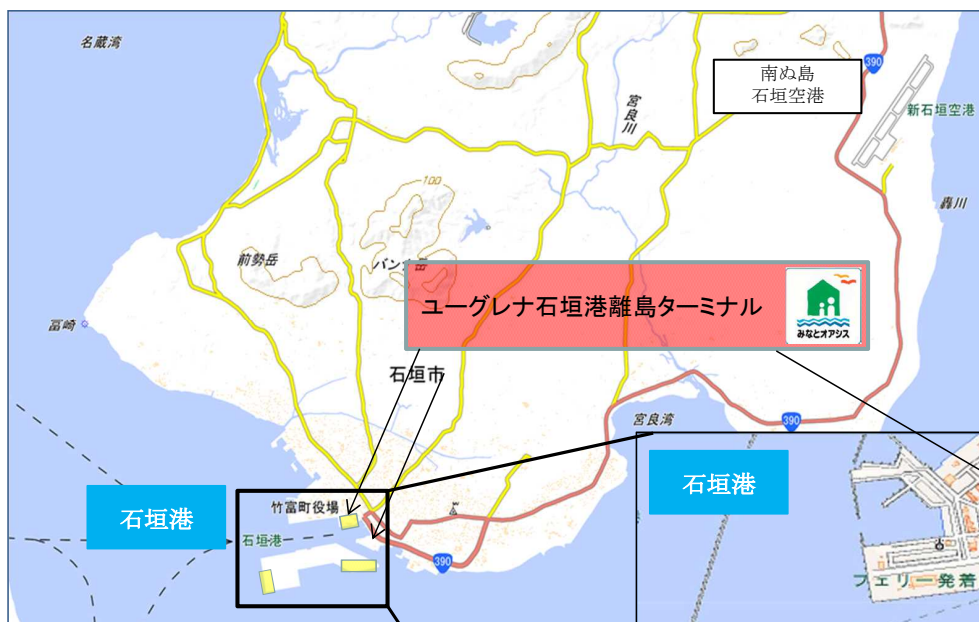 名蔵湾
390
南ぬ島
石垣空港
新石垣空港
宮良川
轟川
100
前勢岳
バンナ岳
ユーグレナ石垣港離島ターミナル
みなとオアシス
冨崎
石垣市
宮良湾
390
石垣港
石垣港
竹富町役場
石垣港
390
フェリー発着